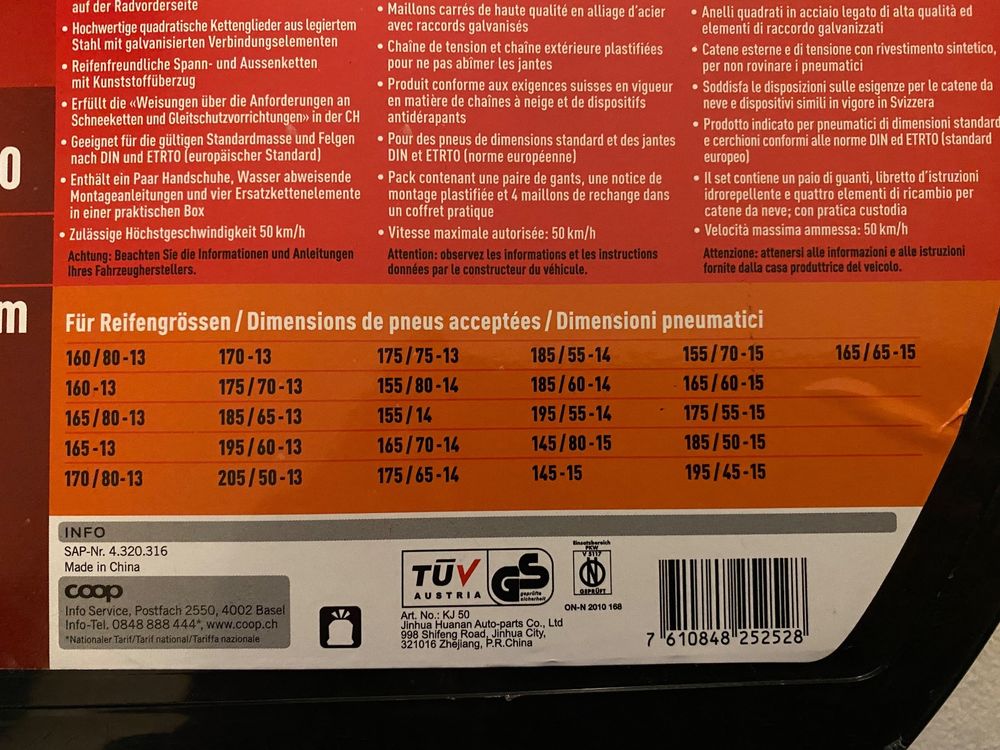 auf der Radvorderseite
• Hochwertige quadratische Kettenglieder aus legiertem
Stahl mit galvanisierten Verbindungselementen
• Reifenfreundliche Spann- und Aussenketten
mit Kunststoffüberzug
• Erfüllt die «Weisungen über die Anforderungen an
Schneeketten und Gleitschutzvorrichtungen» in der CH
• Geeignet für die gültigen Standardmasse und Felgen
nach DIN und ETRTO (europäischer Standard)
• Enthält ein Paar Handschuhe, Wasser abweisende
Montageanleitungen und vier Ersatzkettenelemente
in einer praktischen Box
• Zulässige Höchstgeschwindigkeit 50 km/h
Achtung: Beachten Sie die Informationen und Anleitungen
Ihres Fahrzeugherstellers.
• Maillons carrés de haute qualité en alliage d'acier
avec raccords galvanisés
• Chaîne de tension et chaîne extérieure plastifiées
pour ne pas abîmer les jantes
• Produit conforme aux exigences suisses en vigueur
en matière de chaînes à neige et de dispositifs
antidérapants
• Pour des pneus de dimensions standard et des jantes
DIN et ETRTO (norme européenne)
• Pack contenant une paire de gants, une notice de
montage plastifiée et 4 maillons de rechange dans
un coffret pratique
• Vitesse maximale autorisée: 50 km/h
Attention: observez les informations et les instructions
données par le constructeur du véhicule.
• Anelli quadrati in acciaio legato di alta qualità ed
elementi di raccordo galvanizzati
• Catene esterne e di tensione con rivestimento sintetico,
per non rovinare i pneumatici
• Soddisfa le disposizioni sulle esigenze per le catene da
neve e dispositivi simili in vigore in Svizzera
• Prodotto indicato per pneumatici di dimensioni standard
e cerchioni conformi alle norme DIN ed ETRTO (standard
europeo)
• Il set contiene un paio di guanti, libretto d'istruzioni
idrorepellente e quattro elementi di ricambio per
catene da neve; con pratica custodia
• Velocità massima ammessa: 50 km/h
Attenzione: attenersi alle informazioni e alle istruzioni
fornite dalla casa produttrice del veicolo.
0
m
Für Reifengrössen / Dimensions de pneus acceptées / Dimensioni pneumatici
160/80-13 170-13 175/75-13 185/55-14 155/70-15 165/65-15
160-13 175/70-13 155/80-14 185/60-14 165/60-15
165/80-13 185/65-13 155/14 195/55-14 175/55-15
165-13 195/60-13 165/70-14 145/80-15 185/50-15
170/80-13 205/50-13 175/65-14 145-15 195/45-15
INFO
SAP-Nr. 4.320.316
Made in China
coop
Info Service, Postfach 2550, 4002 Basel
Info-Tel. 0848 888 444*, www.coop.ch
*Nationaler Tarif/Tarif national/Tariffa nazionale
TÜV
AUSTRIA
GS
geprüfte
sicherheit
Art. No.: KJ 50
Jinhua Huanan Auto-parts Co., Ltd
998 Shifeng Road, Jinhua City,
321016 Zhejiang, P.R.China
Einsatzbereich
PKW
V 5117
N
GEPRÜFT
ON-N 2010 168
7 610848 252528